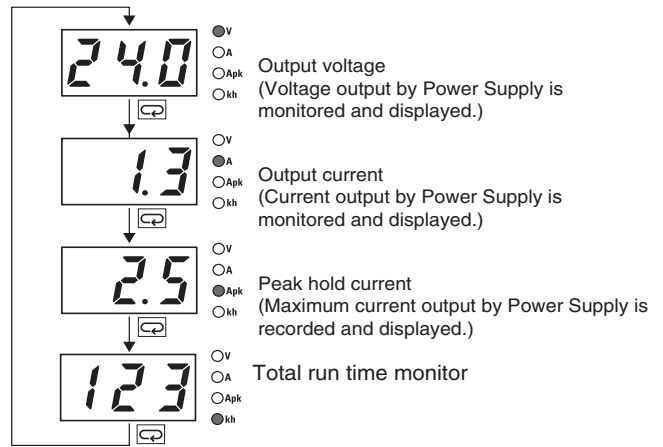 24.0
V
A
Apk
kh
Output voltage
(Voltage output by Power Supply is
monitored and displayed.)
1.3
V
A
Apk
kh
Output current
(Current output by Power Supply is
monitored and displayed.)
2.5
V
A
Apk
kh
Peak hold current
(Maximum current output by Power Supply is
recorded and displayed.)
123
V
A
Apk
kh
Total run time monitor